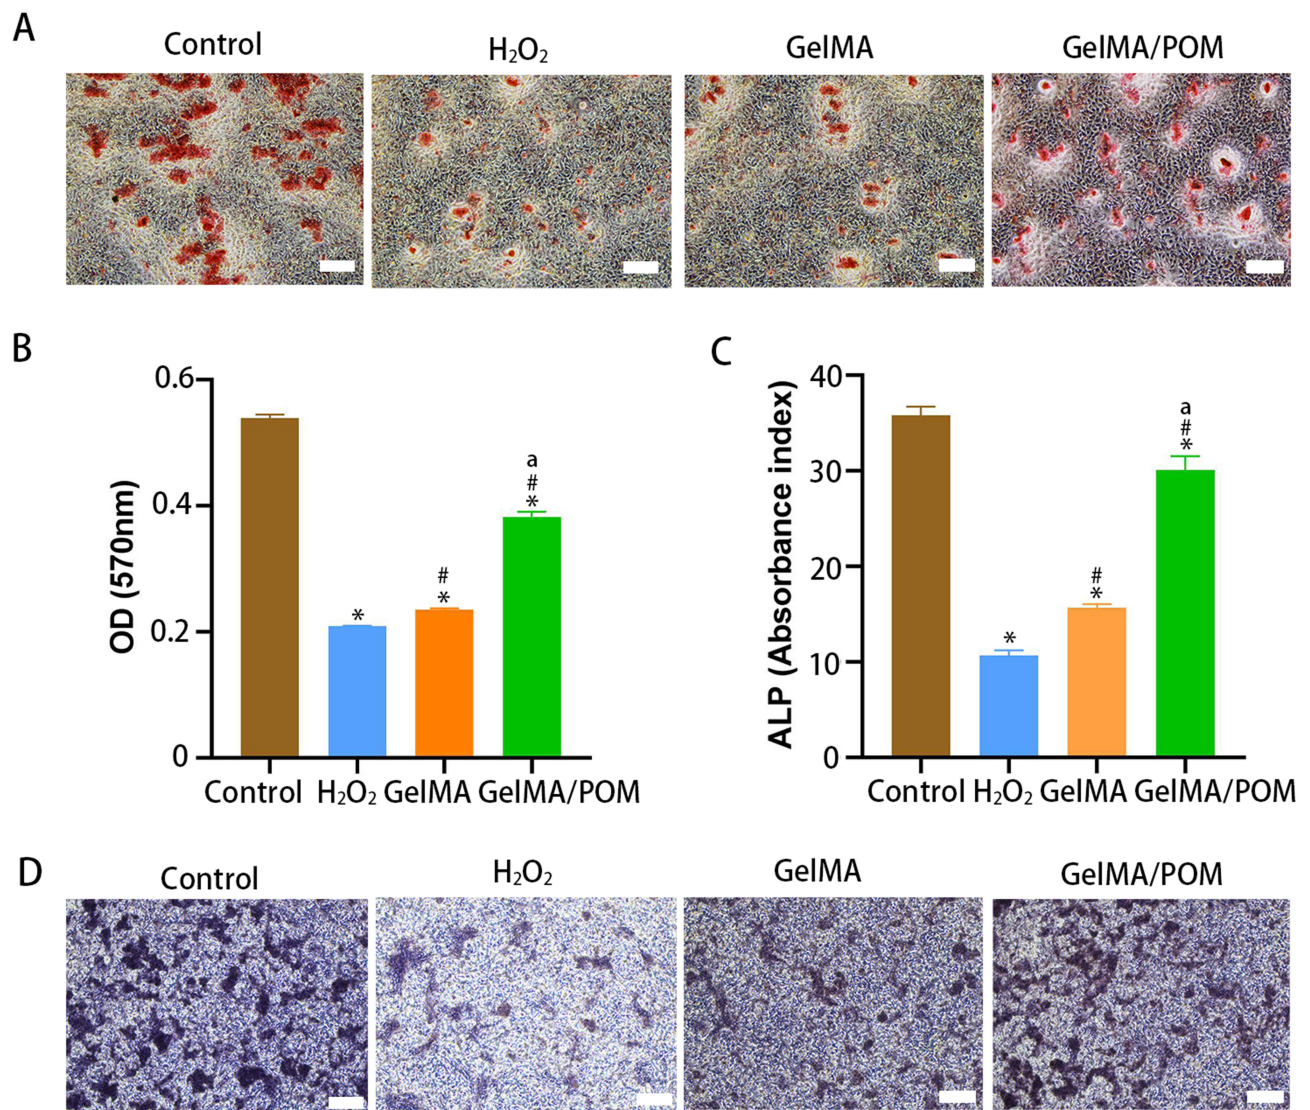 A
Control
H₂O₂
GelMA
GelMA/POM
B
OD (570nm)
0.6
0.4
0.2
0
*
#
*
a
#
*
Control H₂O₂ GelMA GelMA/POM
C
ALP (Absorbance index)
40
30
20
10
0
*
#
*
a
#
*
Control H₂O₂ GelMA GelMA/POM
D
Control
H₂O₂
GelMA
GelMA/POM